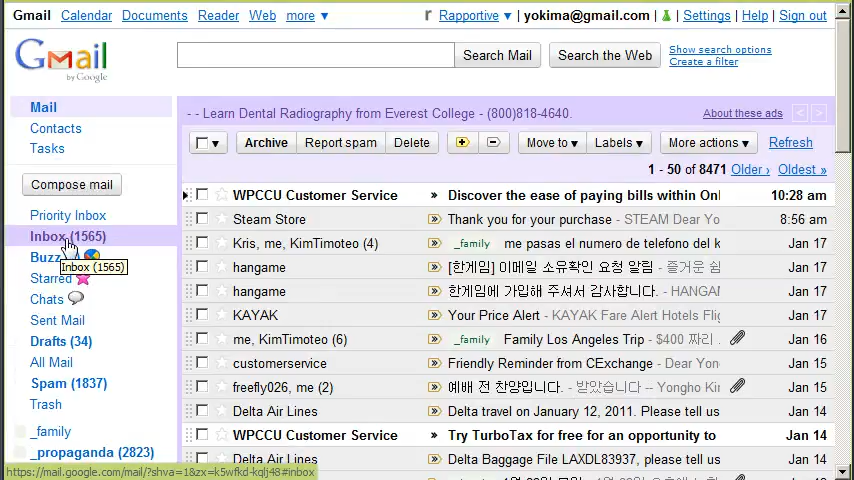 Gmail Calendar Documents Reader Web more ▼ Rapportive ▼ | yokima@gmail.com | Settings | Help | Sign out
Gmail
by Google
Search Mail Search the Web Show search options
Create a filter
Mail
Contacts
Tasks
Compose mail
Priority Inbox
Inbox (1565)
Inbox (1565)
Buzz
Starred
Chats
Sent Mail
Drafts (34)
All Mail
Spam (1837)
Trash
_family
_propaganda (2823)
- - Learn Dental Radiography from Everest College - (800)818-4640. About these ads < >
Archive Report spam Delete Move to ▾ Labels ▾ More actions ▾ Refresh
1 - 50 of 8471 Older › Oldest »
WPCCU Customer Service » Discover the ease of paying bills within Onl 10:28 am
Steam Store Thank you for your purchase - STEAM Dear Yo 8:56 am
Kris, me, KimTimoteo (4) _family me pasas el numero de telefono del k Jan 17
hangame [한게임] 이메일 소유확인 요청 알림 - 즐거운 쉼 Jan 17
hangame 한게임에 가입해 주셔서 감사합니다. - HANGAM Jan 17
KAYAK Your Price Alert - KAYAK Fare Alert Hotels Flig Jan 17
me, KimTimoteo (6) _family Family Los Angeles Trip - $400 짜리 Jan 16
customerservice Friendly Reminder from CExchange - Dear Yon Jan 15
freefly026, me (2) 예배 전 찬양입니다. - 방았습니다 -- Yongho Kim Jan 15
Delta Air Lines Delta travel on January 12, 2011. Please tell us Jan 14
WPCCU Customer Service » Try TurboTax for free for an opportunity to Jan 14
Delta Air Lines Delta Baggage File LAXDL83937, please tell us Jan 14
https://mail.google.com/mail/?shva=1&zx=k5wfkd-kqlj48#inbox